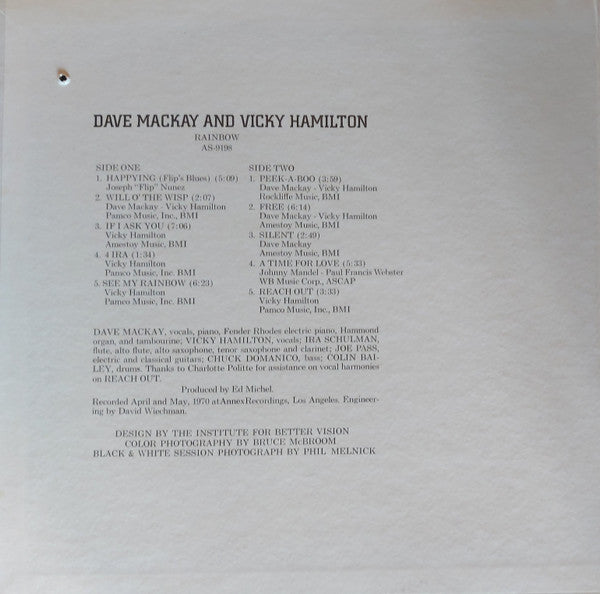 DAVE MACKAY AND VICKY HAMILTON
RAINBOW
AS-9198
SIDE ONE
1. HAPPYING (Flip's Blues) (5:09)
Joseph "Flip" Nunez
2. WILL O' THE WISP (2:07)
Dave Mackay - Vicky Hamilton
Pamco Music, Inc., BMI
3. IF I ASK YOU (7:06)
Vicky Hamilton
Amestoy Music, BMI
4. 4 IRA (1:34)
Vicky Hamilton
Pamco Music, Inc. BMI
5. SEE MY RAINBOW (6:23)
Vicky Hamilton
Pamco Music, Inc. BMI
SIDE TWO
1. PEEK-A-BOO (3:59)
Dave Mackay - Vicky Hamilton
Rockliffe Music, BMI
2. FREE (6:14)
Dave Mackay - Vicky Hamilton
Amestoy Music, BMI
3. SILENT (2:49)
Dave Mackay
Amestoy Music, BMI
4. A TIME FOR LOVE (5:33)
Johnny Mandel - Paul Francis Webster
WB Music Corp., ASCAP
5. REACH OUT (3:33)
Vicky Hamilton
Pamco Music, Inc., BMI
DAVE MACKAY, vocals, piano, Fender Rhodes electric piano, Hammond
organ, and tambourine; VICKY HAMILTON, vocals; IRA SCHULMAN,
flute, alto flute, alto saxophone, tenor saxophone and clarinet; JOE PASS,
electric and classical guitars; CHUCK DOMANICO, bass; COLIN BAI-
LEY, drums. Thanks to Charlotte Politte for assistance on vocal harmonies
on REACH OUT.
Produced by Ed Michel.
Recorded April and May, 1970 at Annex Recordings, Los Angeles. Engineer-
ing by David Wiechman.
DESIGN BY THE INSTITUTE FOR BETTER VISION
COLOR PHOTOGRAPHY BY BRUCE McBROOM
BLACK & WHITE SESSION PHOTOGRAPH BY PHIL MELNICK